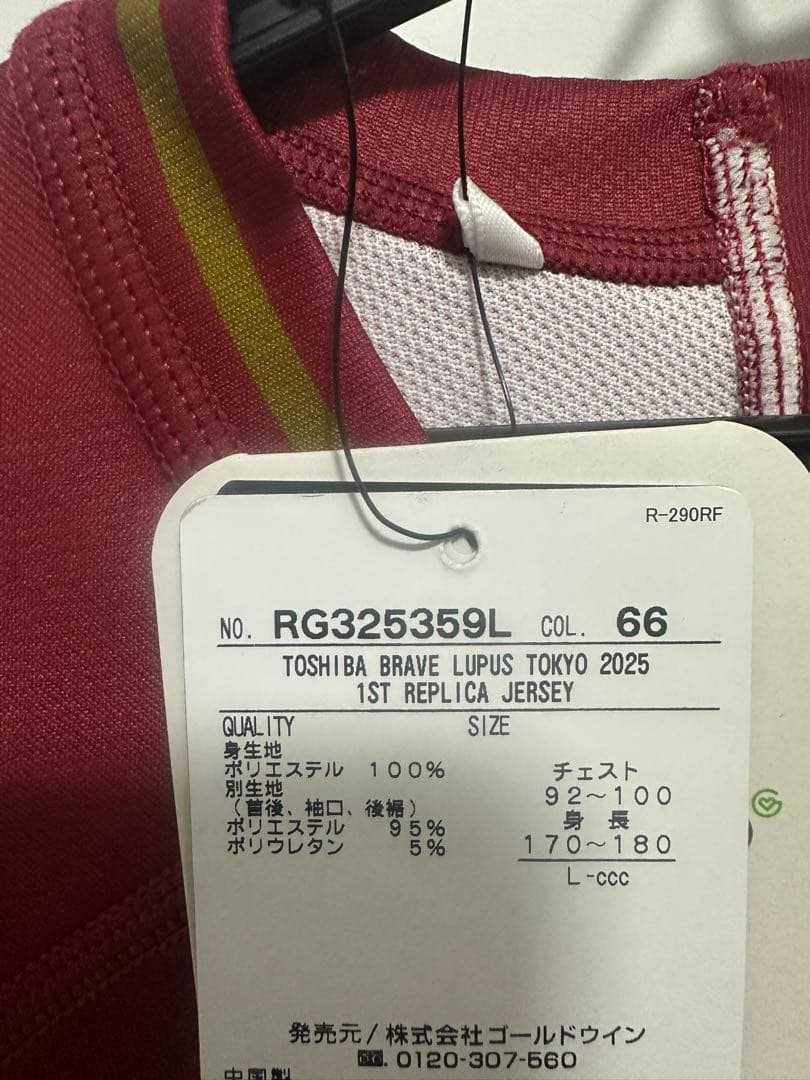 R-290RF
NO. RG325359L COL. 66
TOSHIBA BRAVE LUPUS TOKYO 2025
1ST REPLICA JERSEY
QUALITY SIZE
身生地
ポリエステル 100%
別生地
(首後、袖口、後裾)
ポリエステル 95%
ポリウレタン 5%
チェスト
92~100
身 長
170~180
L-ccc
発売元/株式会社ゴールドウイン
0120-307-560
中国製